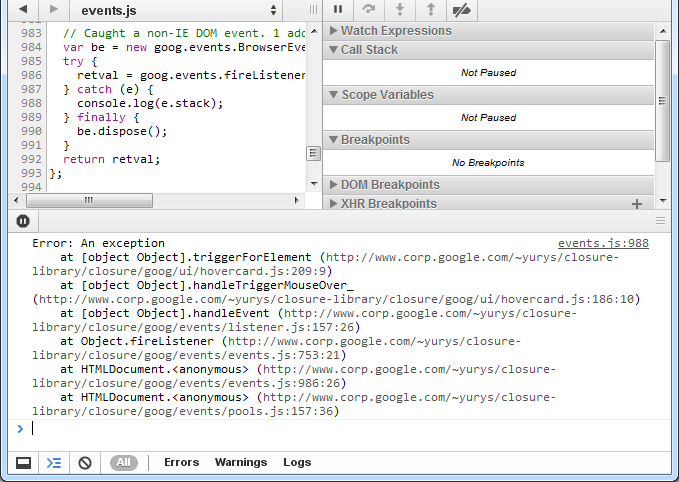 events.js
983 // Caught a non-IE DOM event. 1 add
984 var be = new goog.events.BrowserEve
985 try {
986 retval = goog.events.fireListener
987 } catch (e) {
988 console.log(e.stack);
989 } finally {
990 be.dispose();
991 }
992 return retval;
993 };
994
Watch Expressions
Call Stack
Not Paused
Scope Variables
Not Paused
Breakpoints
No Breakpoints
DOM Breakpoints
XHR Breakpoints +
Error: An exception events.js:988
at [object Object].triggerForElement (http://www.corp.google.com/~yurys/closure-
library/closure/goog/ui/hovercard.js:209:9)
at [object Object].handleTriggerMouseOver_
(http://www.corp.google.com/~yurys/closure-library/closure/goog/ui/hovercard.js:186:10)
at [object Object].handleEvent (http://www.corp.google.com/~yurys/closure-
library/closure/goog/events/listener.js:157:26)
at Object.fireListener (http://www.corp.google.com/~yurys/closure-
library/closure/goog/events/events.js:753:21)
at HTMLDocument.<anonymous> (http://www.corp.google.com/~yurys/closure-
library/closure/goog/events/events.js:986:26)
at HTMLDocument.<anonymous> (http://www.corp.google.com/~yurys/closure-
library/closure/goog/events/pools.js:157:36)
>
All Errors Warnings Logs